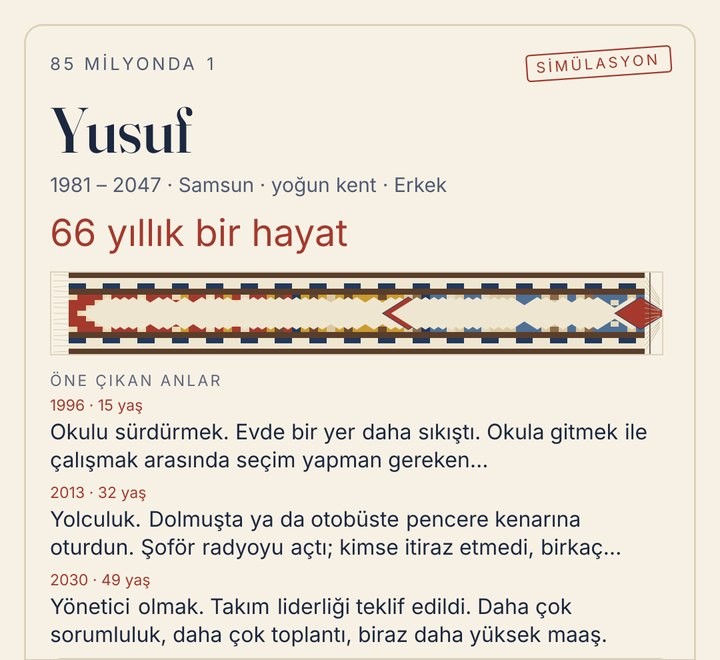 85 MİLYONDA 1
SİMÜLASYON
Yusuf
1981 – 2047 · Samsun · yoğun kent · Erkek
66 yıllık bir hayat
ÖNE ÇIKAN ANLAR
1996 · 15 yaş
Okulu sürdürmek. Evde bir yer daha sıkıştı. Okula gitmek ile
çalışmak arasında seçim yapman gereken…
2013 · 32 yaş
Yolculuk. Dolmuşta ya da otobüste pencere kenarına
oturdun. Şoför radyoyu açtı; kimse itiraz etmedi, birkaç…
2030 · 49 yaş
Yönetici olmak. Takım liderliği teklif edildi. Daha çok
sorumluluk, daha çok toplantı, biraz daha yüksek maaş.